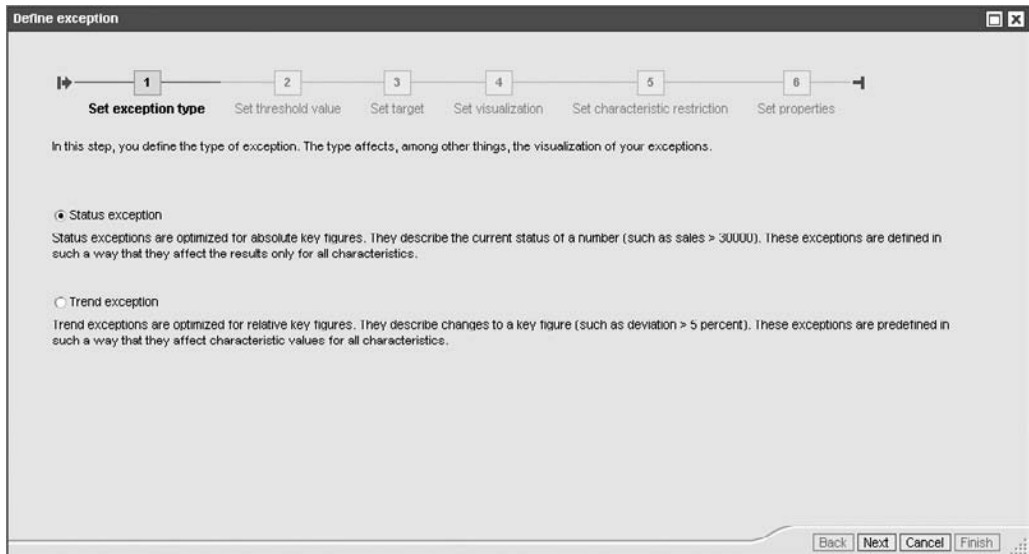 Define exception
1 2 3 4 5 6
Set exception type Set threshold value Set target Set visualization Set characteristic restriction Set properties
In this step, you define the type of exception. The type affects, among other things, the visualization of your exceptions.
Status exception
Status exceptions are optimized for absolute key figures. They describe the current status of a number (such as sales > 30000). These exceptions are defined in
such a way that they affect the results only for all characteristics.
Trend exception
Trend exceptions are optimized for relative key figures. They describe changes to a key figure (such as deviation > 5 percent). These exceptions are predefined in
such a way that they affect characteristic values for all characteristics.
Back Next Cancel Finish